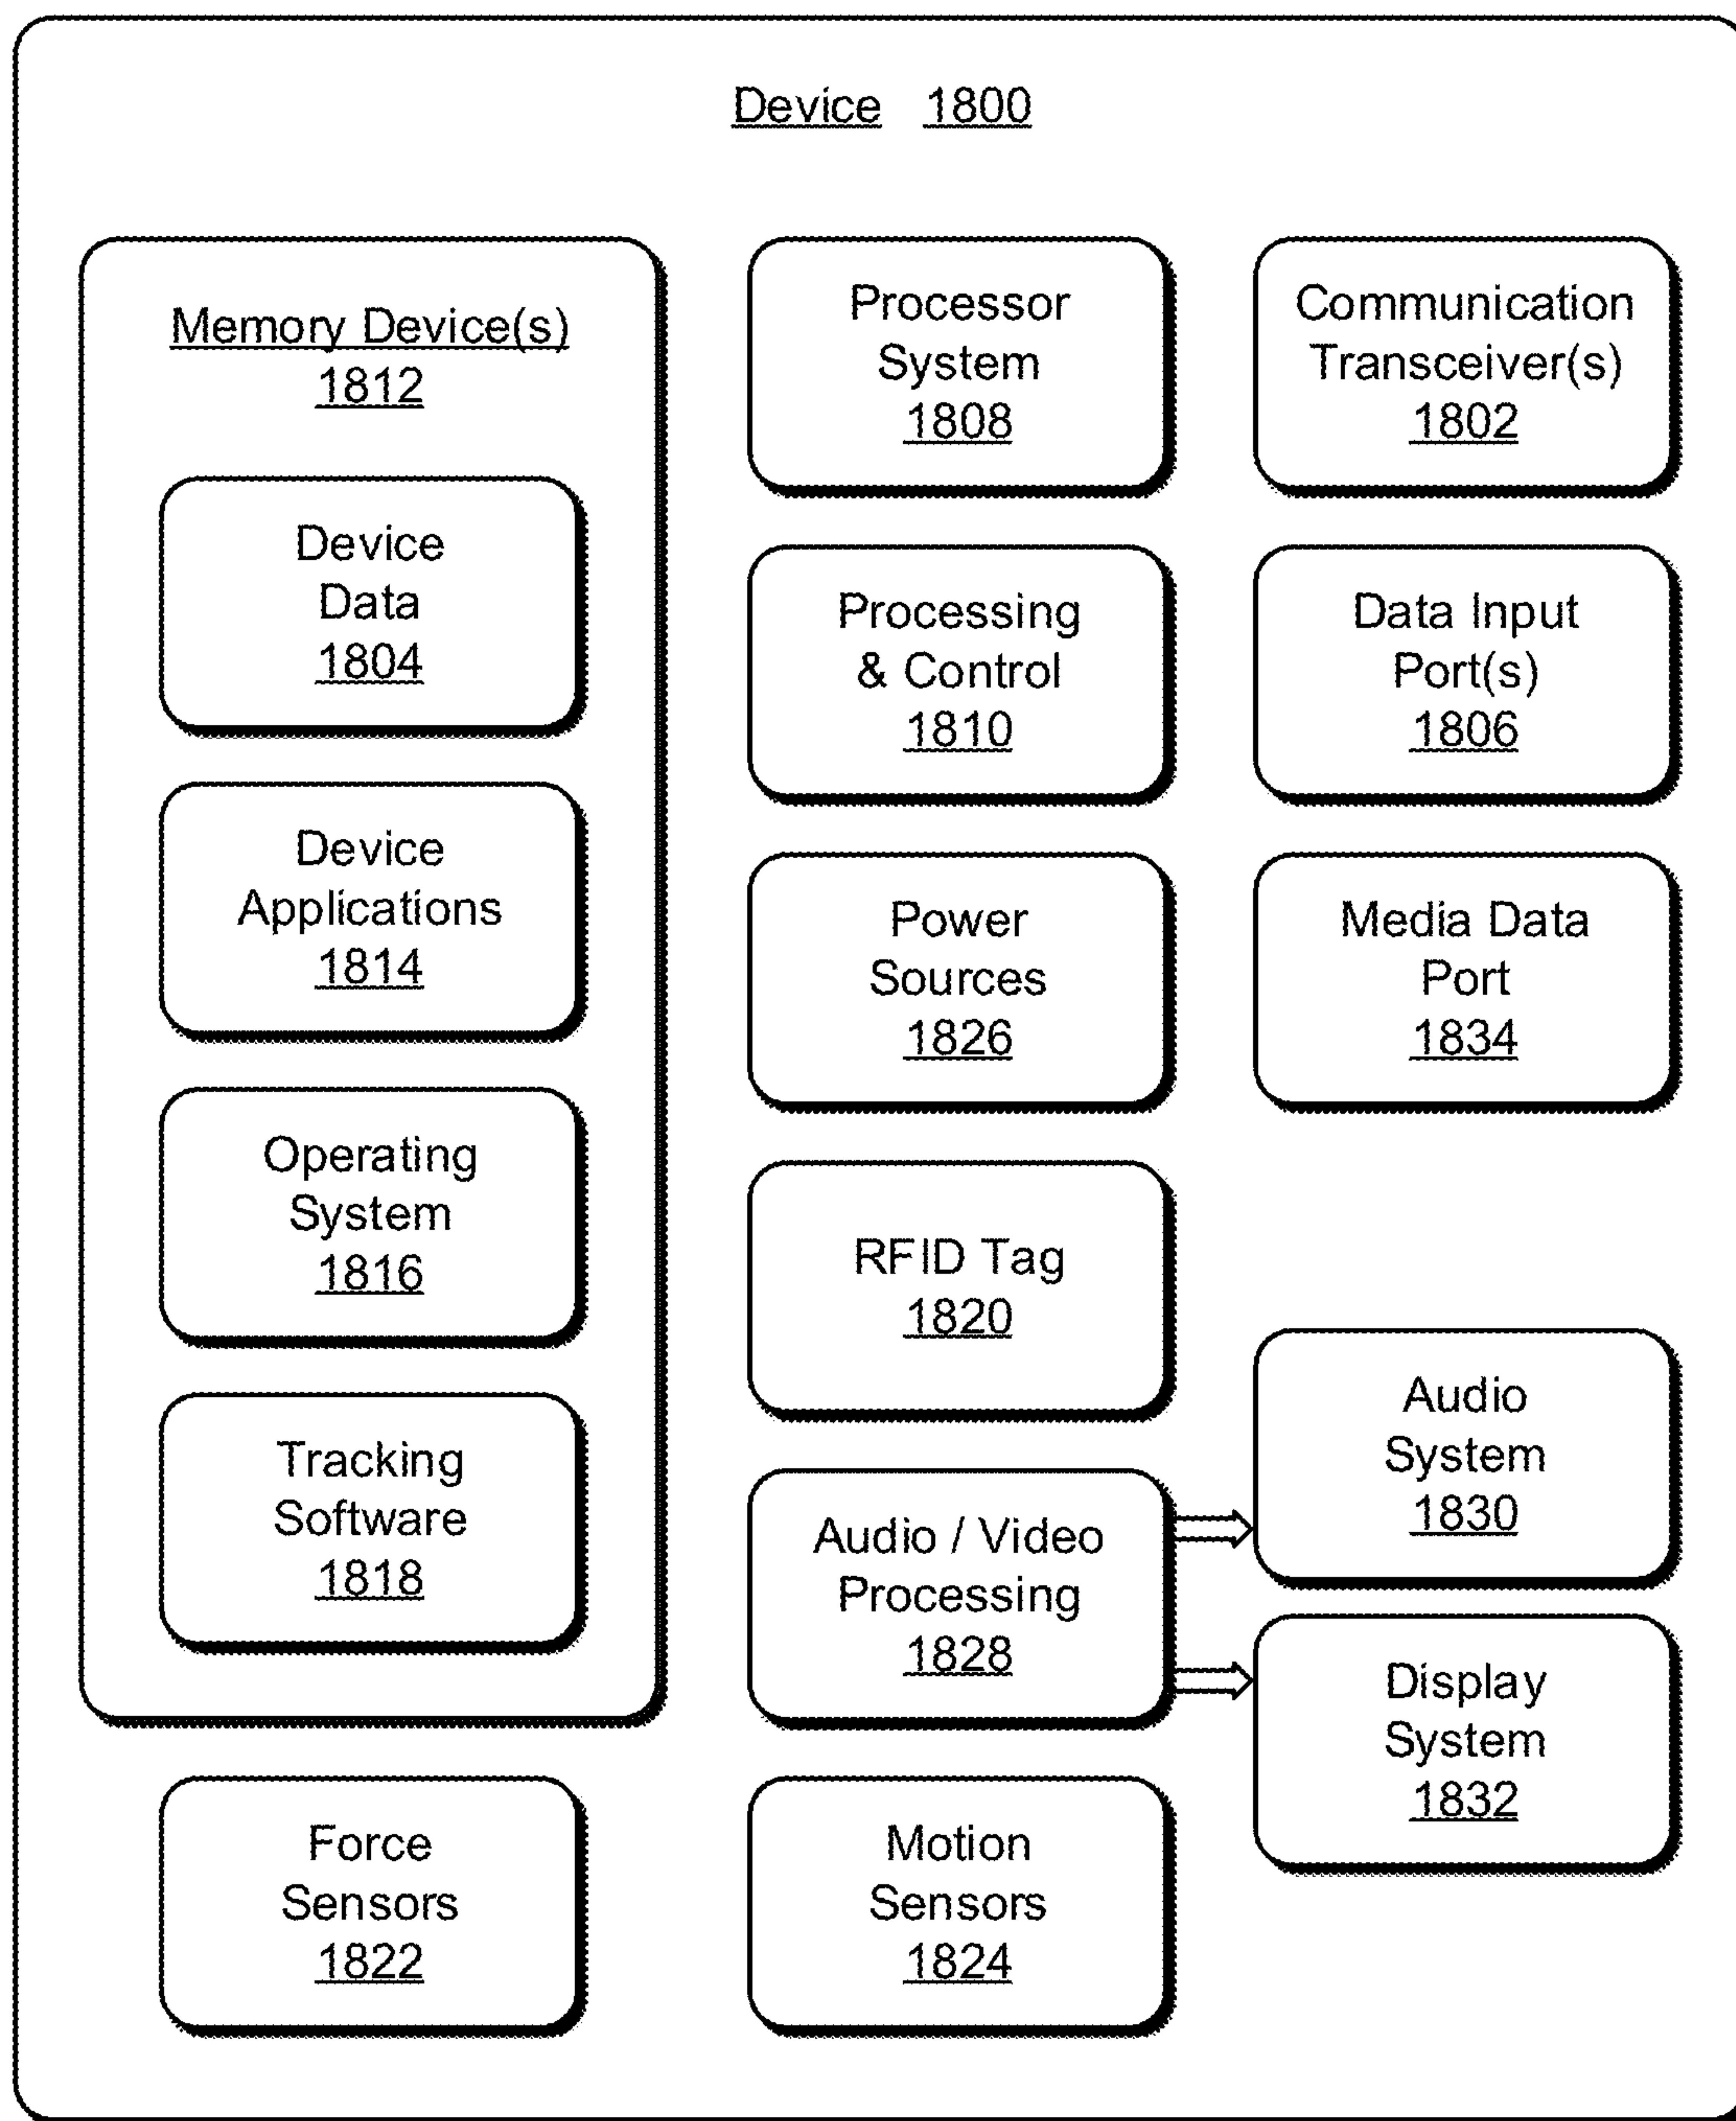 Device 1800
Memory Device(s)
1812
Device
Data
1804
Device
Applications
1814
Operating
System
1816
Tracking
Software
1818
Force
Sensors
1822
Processor
System
1808
Processing
& Control
1810
Power
Sources
1826
RFID Tag
1820
Audio / Video
Processing
1828
Motion
Sensors
1824
Communication
Transceiver(s)
1802
Data Input
Port(s)
1806
Media Data
Port
1834
Audio
System
1830
Display
System
1832